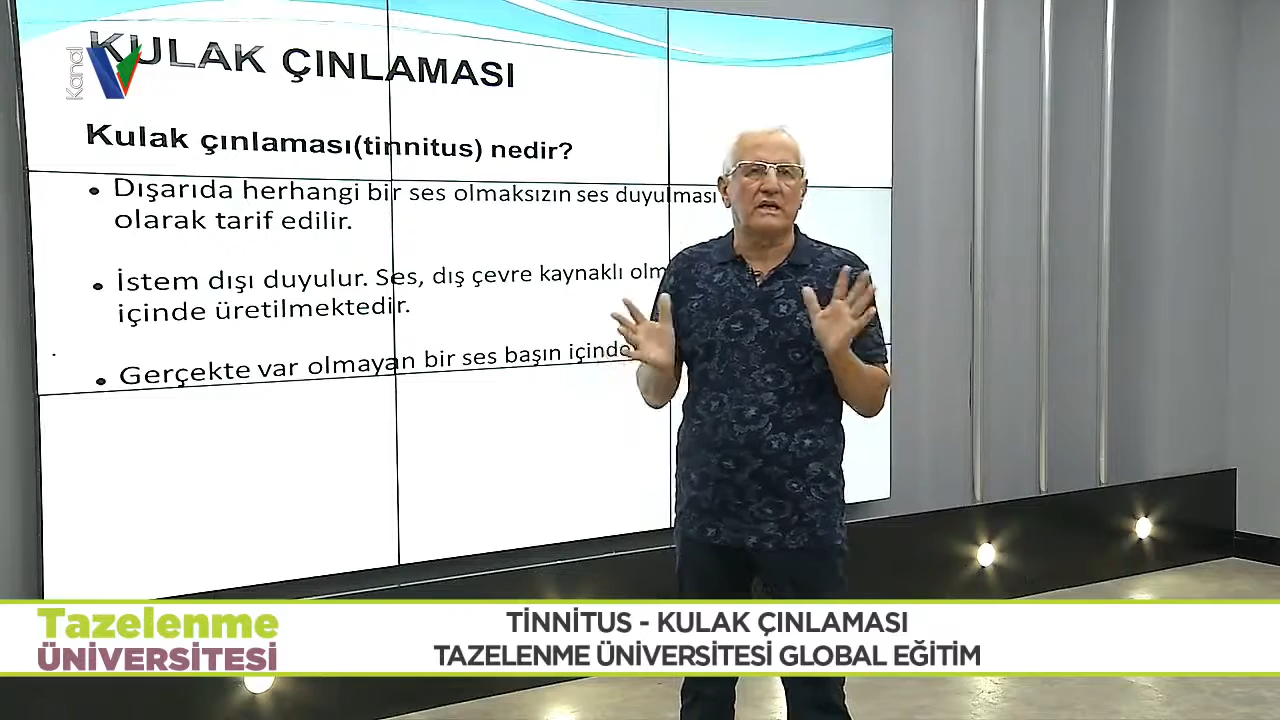 Kanal V
KULAK ÇINLAMASI
Kulak çınlaması(tinnitus) nedir?
• Dışarıda herhangi bir ses olmaksızın ses duyulması
olarak tarif edilir.
• İstem dışı duyulur. Ses, dış çevre kaynaklı
içinde üretilmektedir.
• Gerçekte var olmayan bir ses başın içinde
Tazelenme
ÜNİVERSİTESİ
TİNNİTUS - KULAK ÇINLAMASI
TAZELENME ÜNİVERSİTESİ GLOBAL EĞİTİM